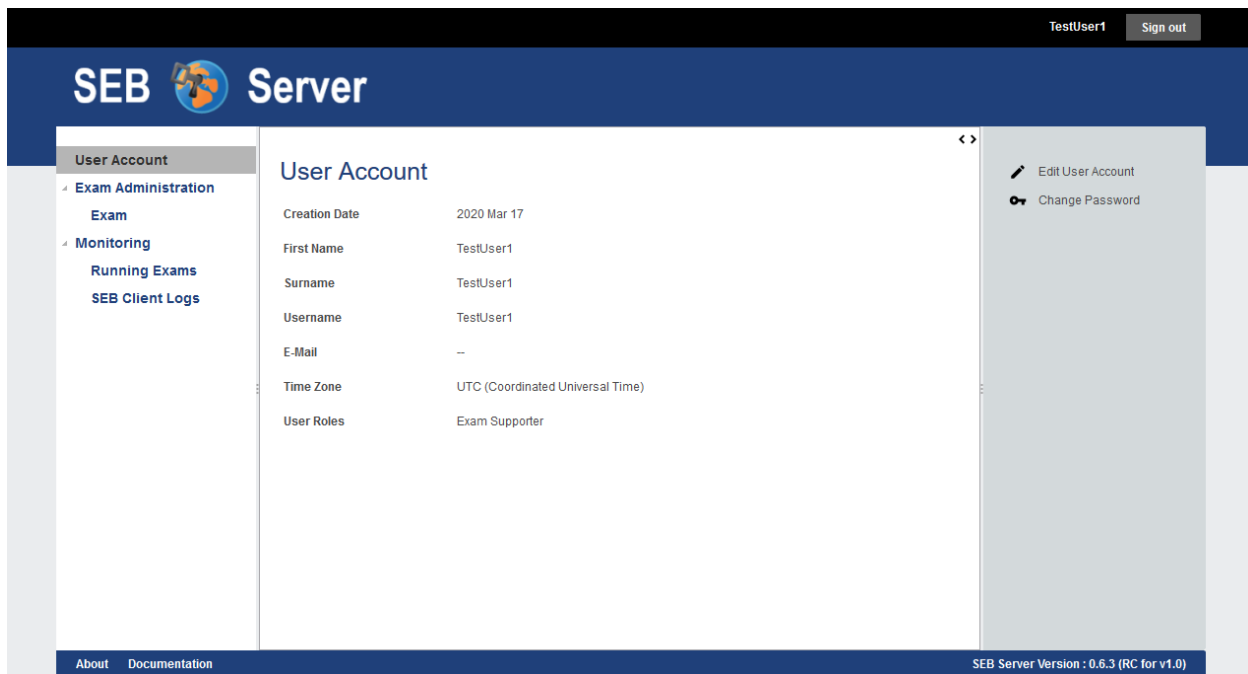 TestUser1 Sign out
SEB Server
User Account
Exam Administration
Exam
Monitoring
Running Exams
SEB Client Logs
User Account
Creation Date 2020 Mar 17
First Name TestUser1
Surname TestUser1
Username TestUser1
E-Mail --
Time Zone UTC (Coordinated Universal Time)
User Roles Exam Supporter
Edit User Account
Change Password
About Documentation SEB Server Version : 0.6.3 (RC for v1.0)